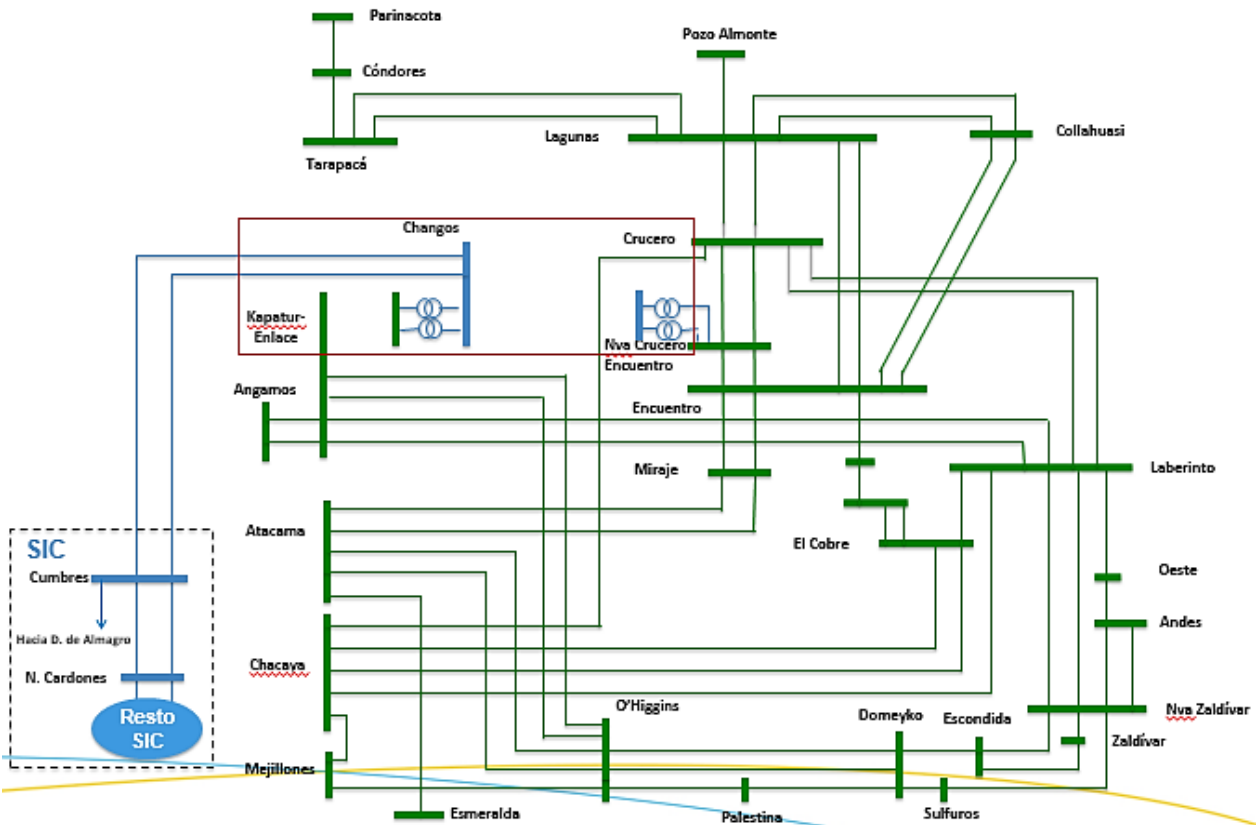 Parinacota
Pozo Almonte
Cóndores
Lagunas
Collahuasi
Tarapacá
Changos
Crucero
Kapatur-
Enlace
Nva Crucero
Encuentro
Angamos
Encuentro
Miraje
Laberinto
Atacama
El Cobre
SIC
Cumbres
Oeste
Hacia D. de Almagro
Andes
Chacaya
N. Cardones
O'Higgins
Domeyko
Escondida
Nva Zaldívar
Resto
SIC
Zaldívar
Mejillones
Esmeralda
Palestina
Sulfuros